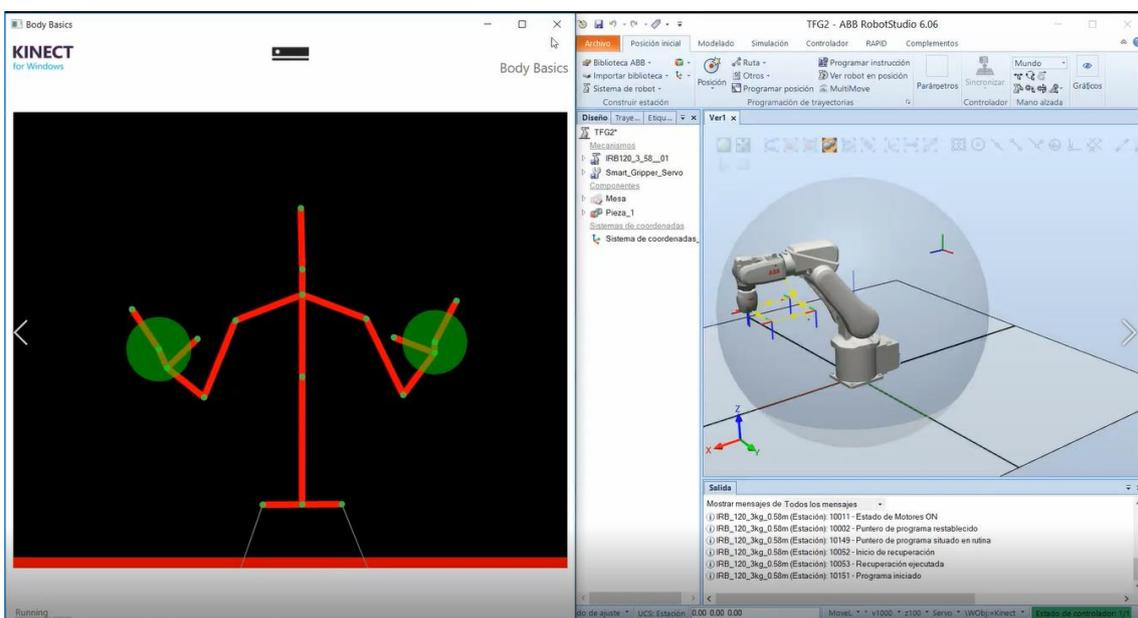 Body Basics
KINECT
for Windows
Body Basics
Running
TFG2 - ABB RobotStudio 6.06
Archivo
Posición inicial
Modelado
Simulación
Controlador
RAPID
Complementos
Biblioteca ABB
Importar biblioteca
Sistema de robot
Construir estación
Posición
Ruta
Otros
Programar posición
Programar instrucción
Ver robot en posición
MultiMove
Programación de trayectorias
Parámetros
Sincronizar
Controlador
Mundo
Mano alzada
Gráficos
Diseño
Traye...
Etiqu...
TFG2*
Mecanismos
IRB120_3_58__01
Smart_Gripper_Servo
Componentes
Mesa
Pieza_1
Sistemas de coordenadas
Sistema de coordenadas_
Ver1
ABB
Z
X
Y
Salida
Mostrar mensajes de Todos los mensajes
IRB_120_3kg_0.58m (Estación): 10011 - Estado de Motores ON
IRB_120_3kg_0.58m (Estación): 10002 - Puntero de programa restablecido
IRB_120_3kg_0.58m (Estación): 10149 - Puntero de programa situado en rutina
IRB_120_3kg_0.58m (Estación): 10052 - Inicio de recuperación
IRB_120_3kg_0.58m (Estación): 10053 - Recuperación ejecutada
IRB_120_3kg_0.58m (Estación): 10151 - Programa iniciado
do de ajuste UCS: Estación 0.00 0.00 0.00 MoveL * v1000 z100 Servo \WObj:=Kinect Estado de controlador: 1/1